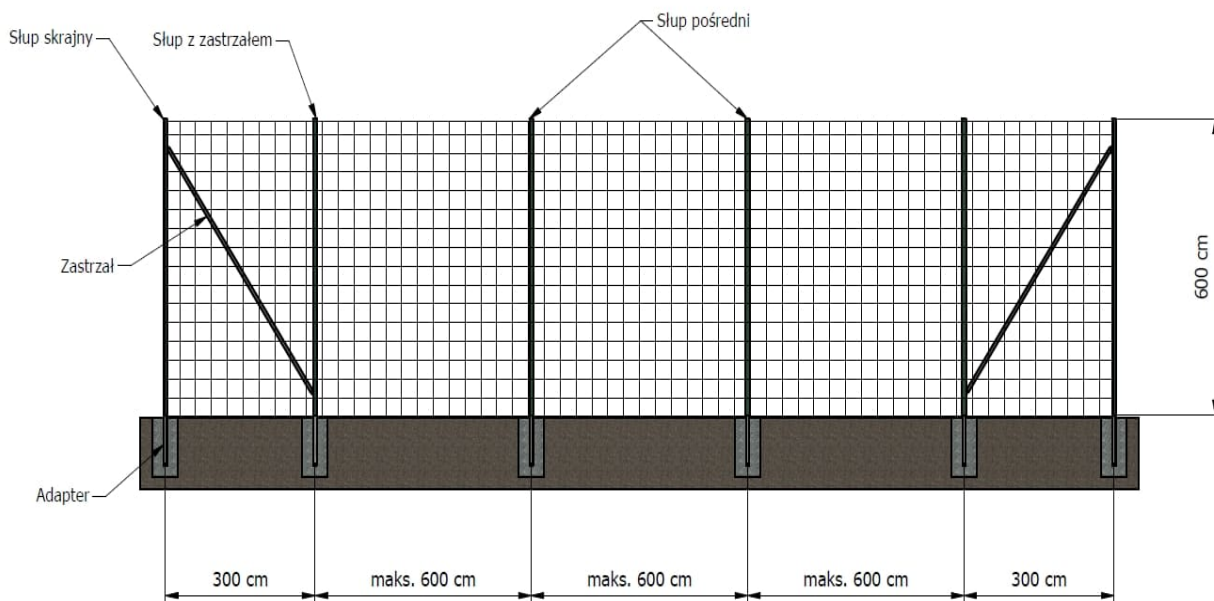 Słup pośredni
Słup skrajny
Słup z zastrzałem
Zastrzał
600 cm
Adapter
300 cm
maks. 600 cm
maks. 600 cm
maks. 600 cm
300 cm